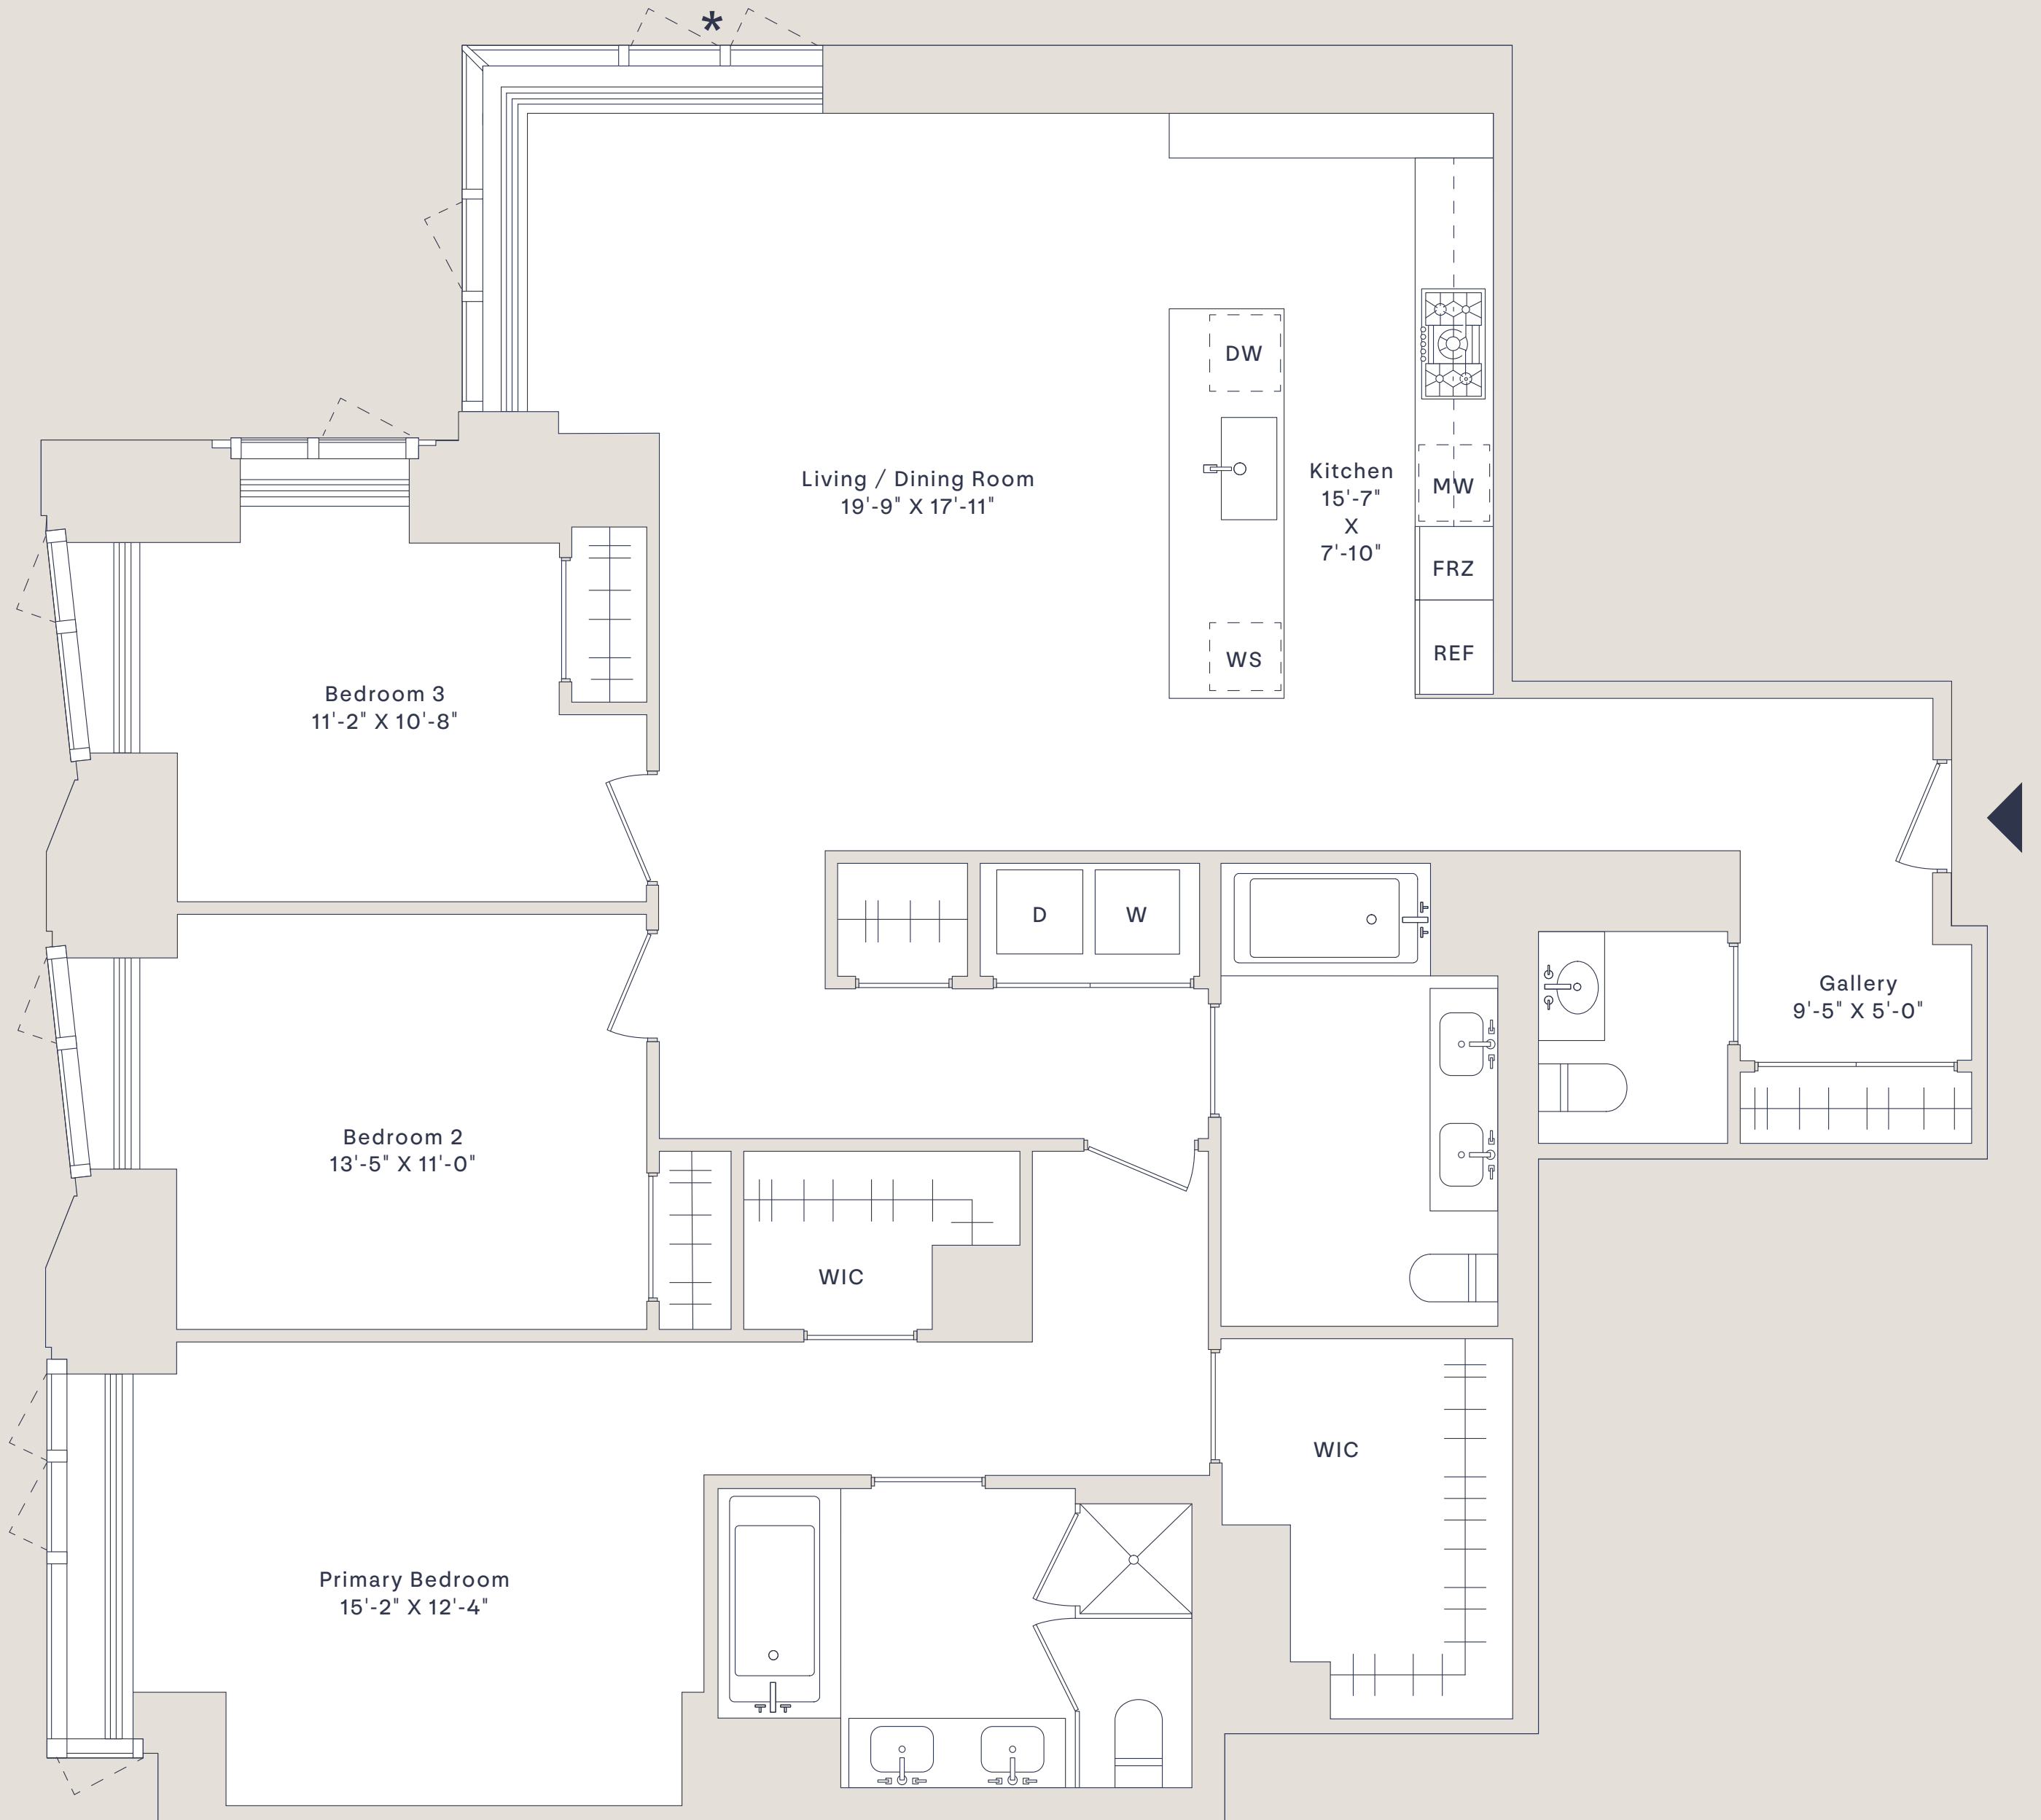 *
Living / Dining Room
19'-9" X 17'-11"
DW
Kitchen
15'-7"
X
7'-10"
MW
FRZ
REF
WS
Bedroom 3
11'-2" X 10'-8"
D
W
Gallery
9'-5" X 5'-0"
Bedroom 2
13'-5" X 11'-0"
WIC
WIC
Primary Bedroom
15'-2" X 12'-4"